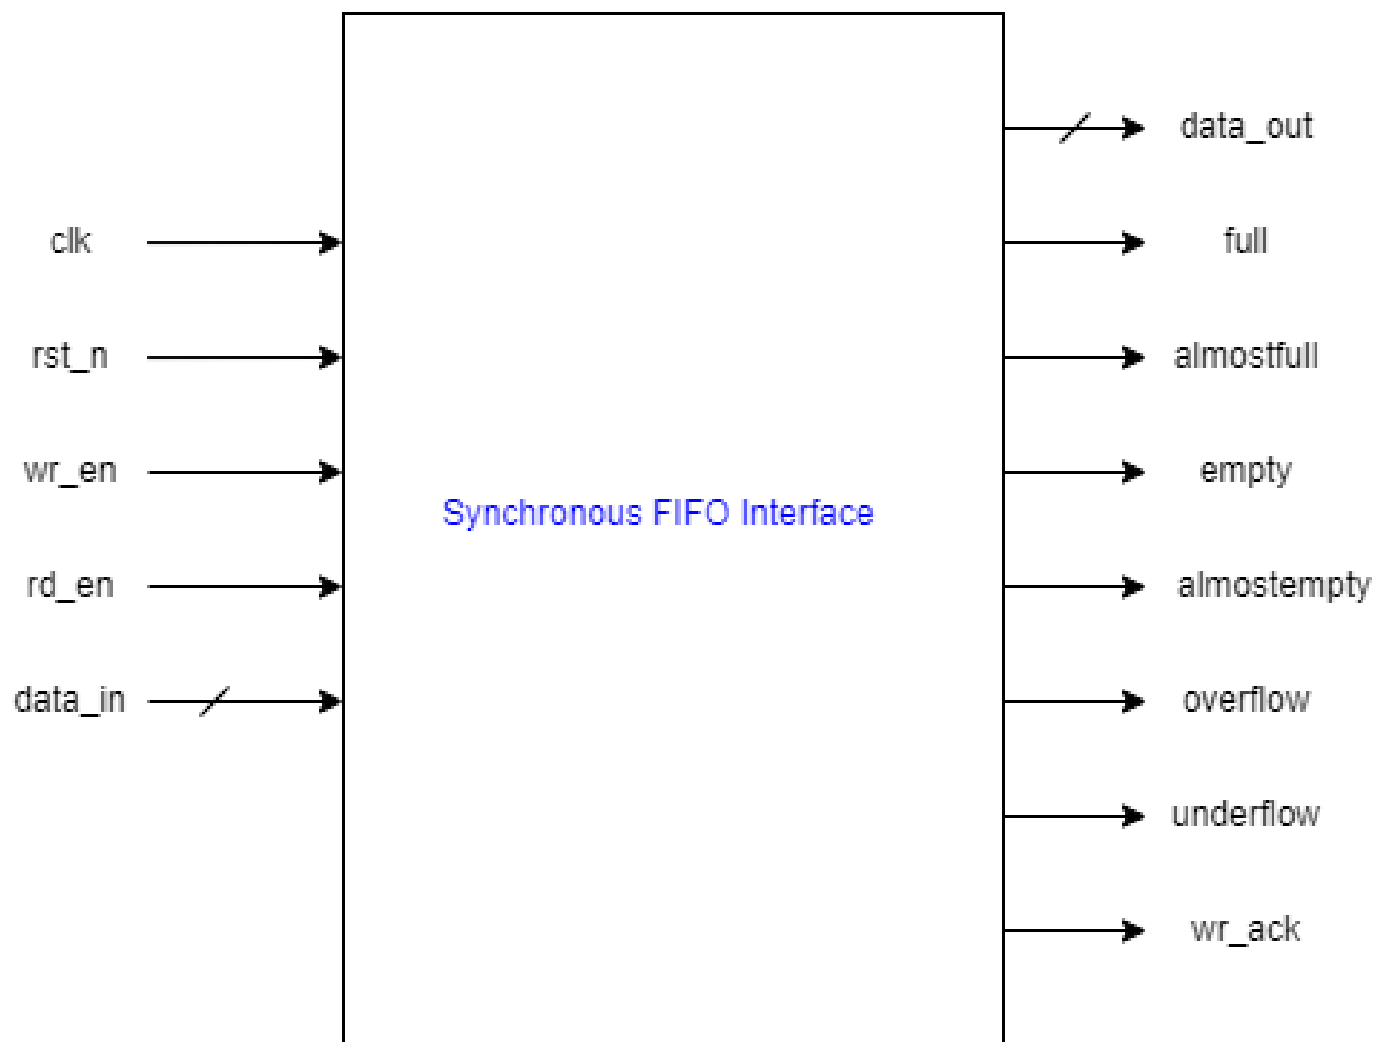 clk
rst_n
wr_en
rd_en
data_in
Synchronous FIFO Interface
data_out
full
almostfull
empty
almostempty
overflow
underflow
wr_ack